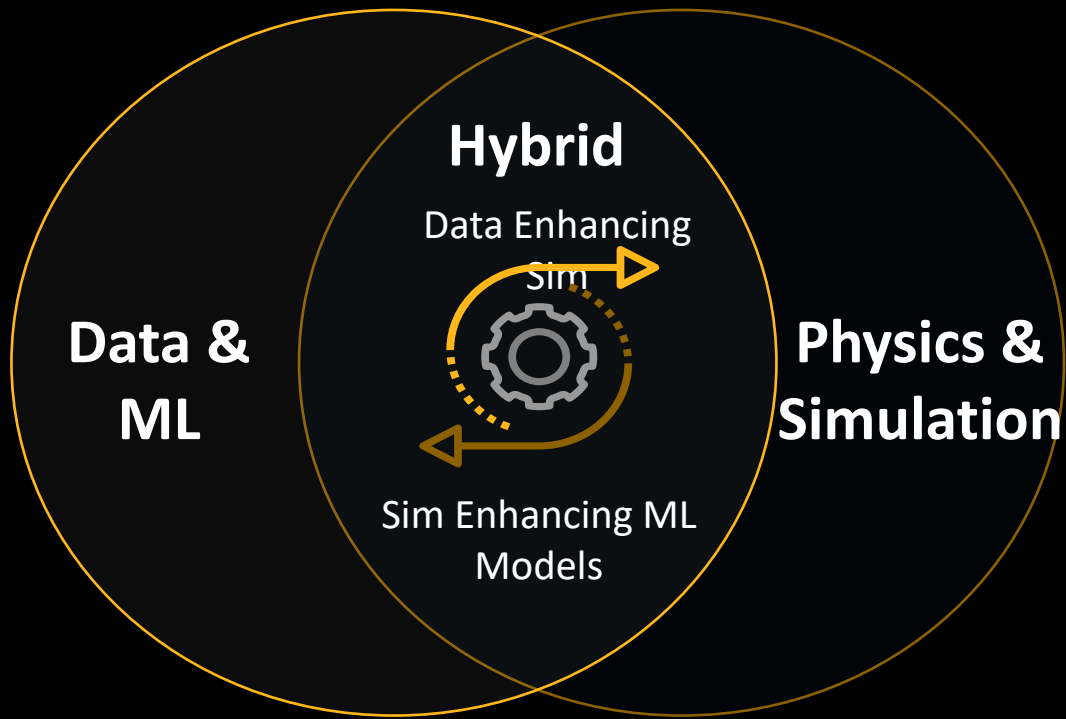 Hybrid
Data Enhancing
Sim
Data &
ML
Physics &
Simulation
Sim Enhancing ML
Models